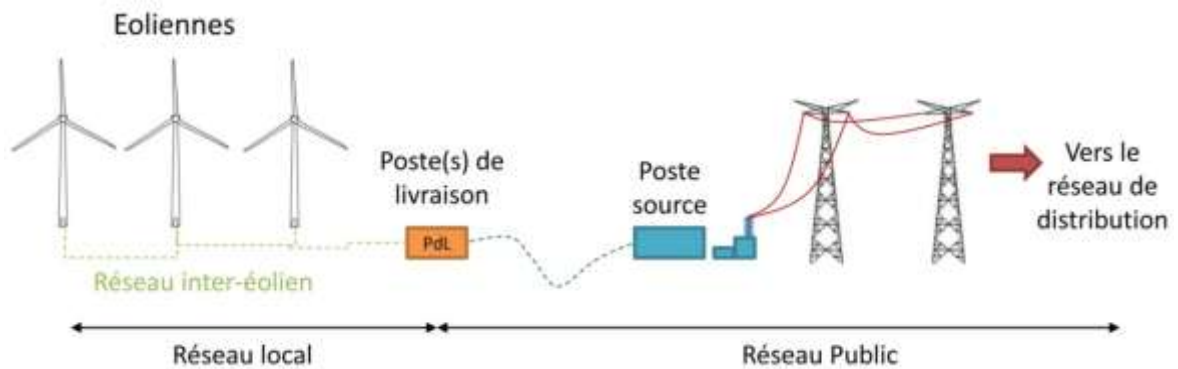 Eoliennes
Poste(s) de
livraison
PdL
Réseau inter-éolien
Poste
source
Vers le
réseau de
distribution
Réseau local
Réseau Public